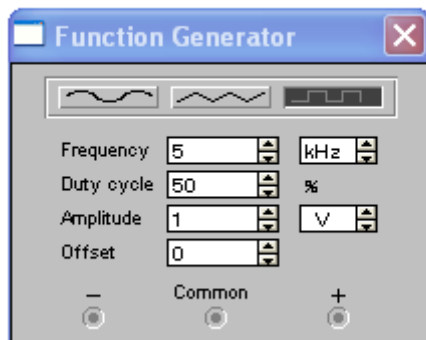 Function Generator
Frequency 5 kHz
Duty cycle 50 %
Amplitude 1 V
Offset 0
− Common +